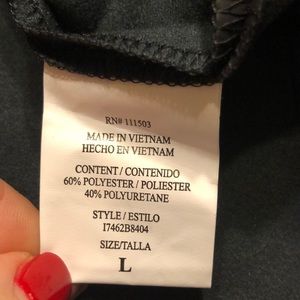 RN# 111503
MADE IN VIETNAM
HECHO EN VIETNAM
CONTENT / CONTENIDO
60% POLYESTER / POLIESTER
40% POLYURETANE
STYLE / ESTILO
I7462B8404
SIZE/TALLA
L